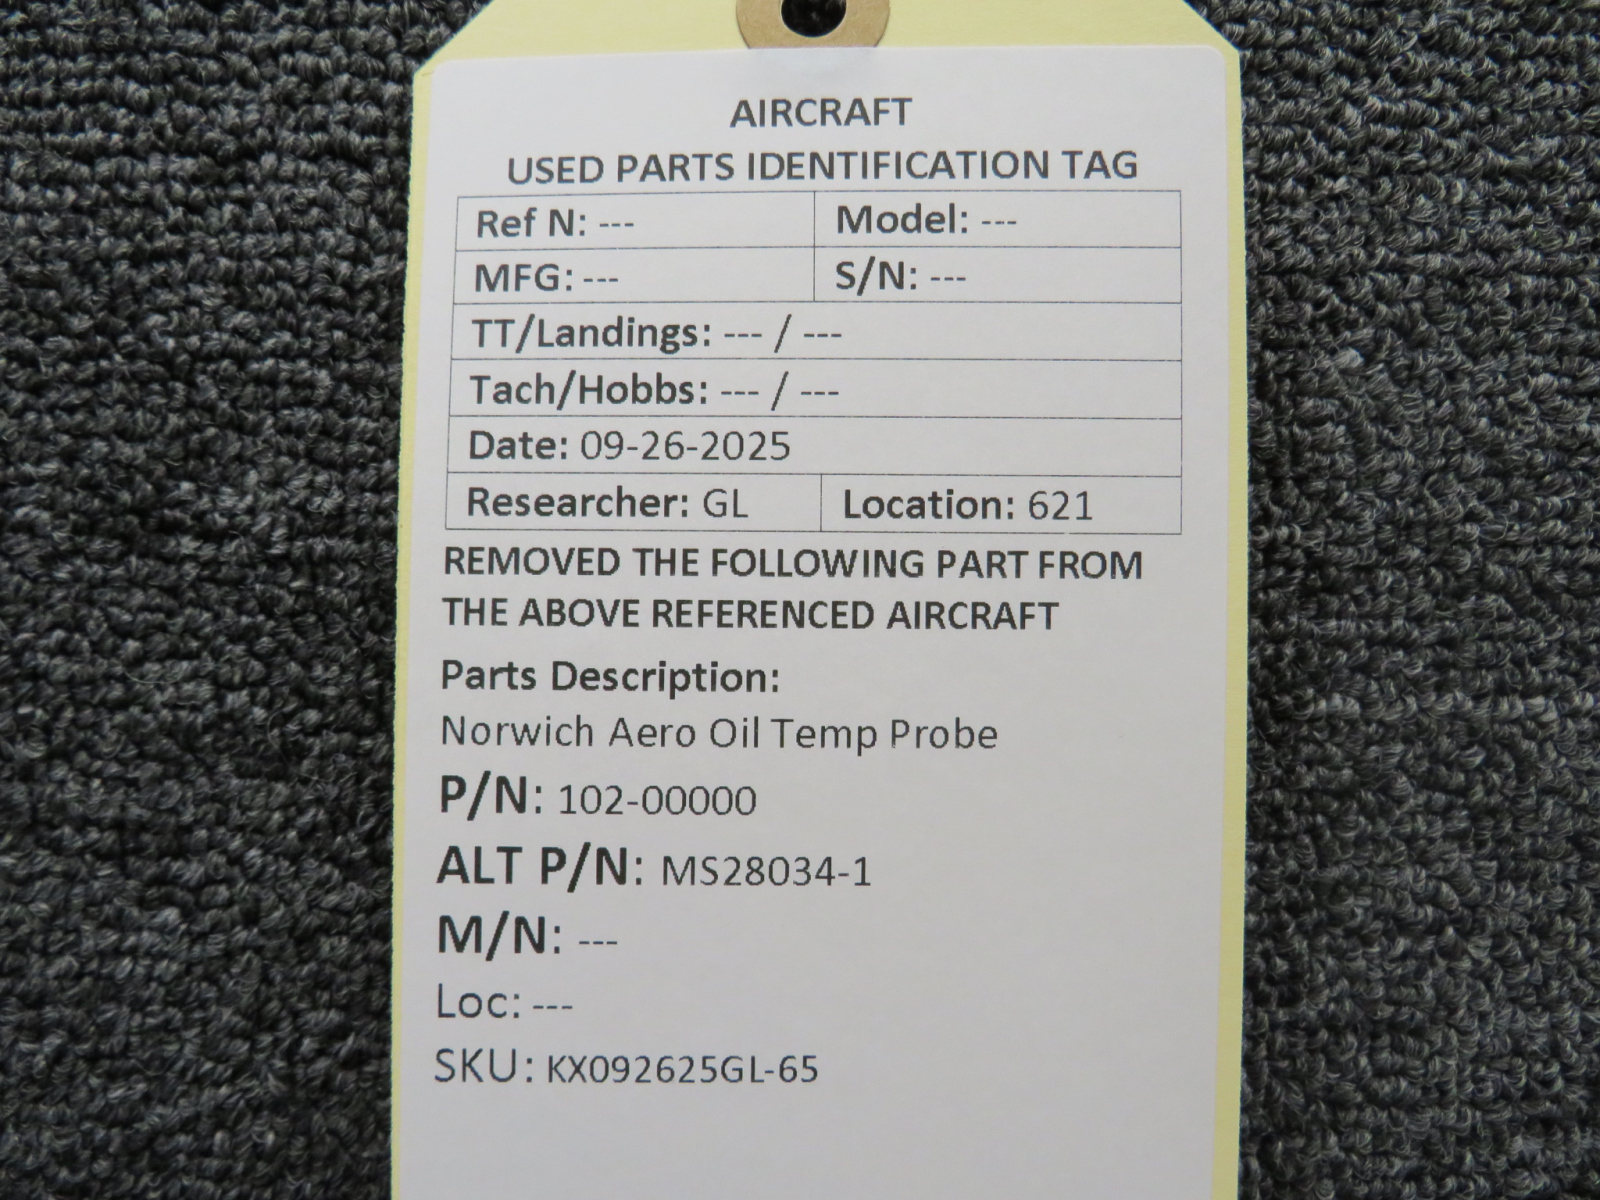 AIRCRAFT
USED PARTS IDENTIFICATION TAG
Ref N: --- Model: ---
MFG: --- S/N: ---
TT/Landings: --- / ---
Tach/Hobbs: --- / ---
Date: 09-26-2025
Researcher: GL Location: 621
REMOVED THE FOLLOWING PART FROM
THE ABOVE REFERENCED AIRCRAFT
Parts Description:
Norwich Aero Oil Temp Probe
P/N: 102-00000
ALT P/N: MS28034-1
M/N: ---
Loc: ---
SKU: KX092625GL-65